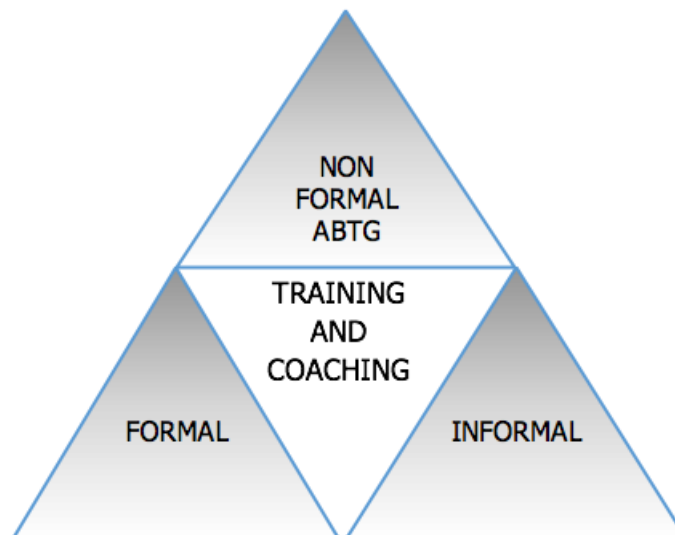 NON
FORMAL
ABTG
TRAINING
AND
COACHING
FORMAL
INFORMAL